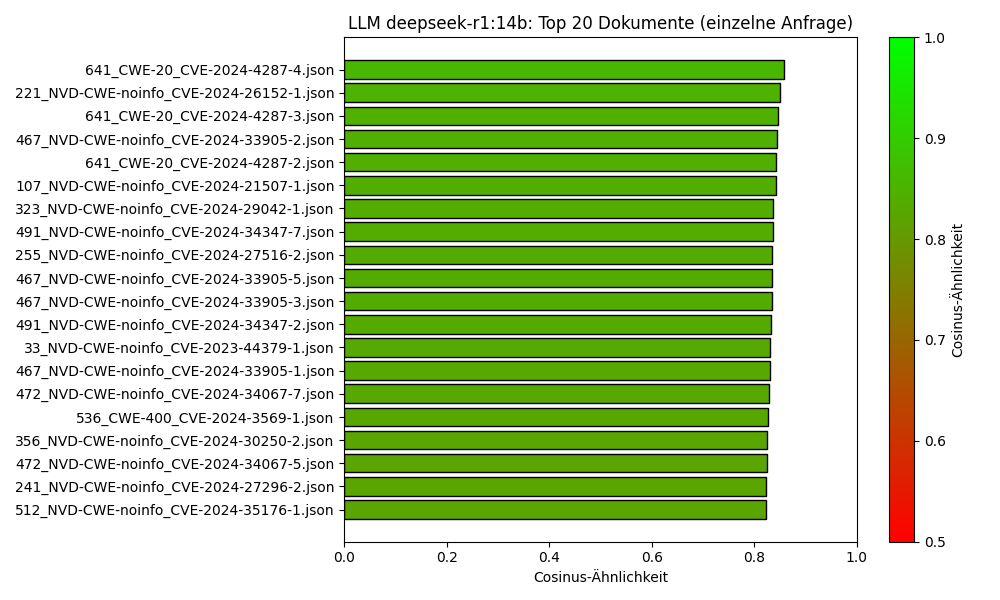 LLM deepseek-r1:14b: Top 20 Dokumente (einzelne Anfrage)
641_CWE-20_CVE-2024-4287-4.json
221_NVD-CWE-noinfo_CVE-2024-26152-1.json
641_CWE-20_CVE-2024-4287-3.json
467_NVD-CWE-noinfo_CVE-2024-33905-2.json
641_CWE-20_CVE-2024-4287-2.json
107_NVD-CWE-noinfo_CVE-2024-21507-1.json
323_NVD-CWE-noinfo_CVE-2024-29042-1.json
491_NVD-CWE-noinfo_CVE-2024-34347-7.json
255_NVD-CWE-noinfo_CVE-2024-27516-2.json
467_NVD-CWE-noinfo_CVE-2024-33905-5.json
467_NVD-CWE-noinfo_CVE-2024-33905-3.json
491_NVD-CWE-noinfo_CVE-2024-34347-2.json
33_NVD-CWE-noinfo_CVE-2023-44379-1.json
467_NVD-CWE-noinfo_CVE-2024-33905-1.json
472_NVD-CWE-noinfo_CVE-2024-34067-7.json
536_CWE-400_CVE-2024-3569-1.json
356_NVD-CWE-noinfo_CVE-2024-30250-2.json
472_NVD-CWE-noinfo_CVE-2024-34067-5.json
241_NVD-CWE-noinfo_CVE-2024-27296-2.json
512_NVD-CWE-noinfo_CVE-2024-35176-1.json
0.0 0.2 0.4 0.6 0.8 1.0
Cosinus-Ähnlichkeit
1.0
0.9
0.8
0.7
0.6
0.5
Cosinus-Ähnlichkeit